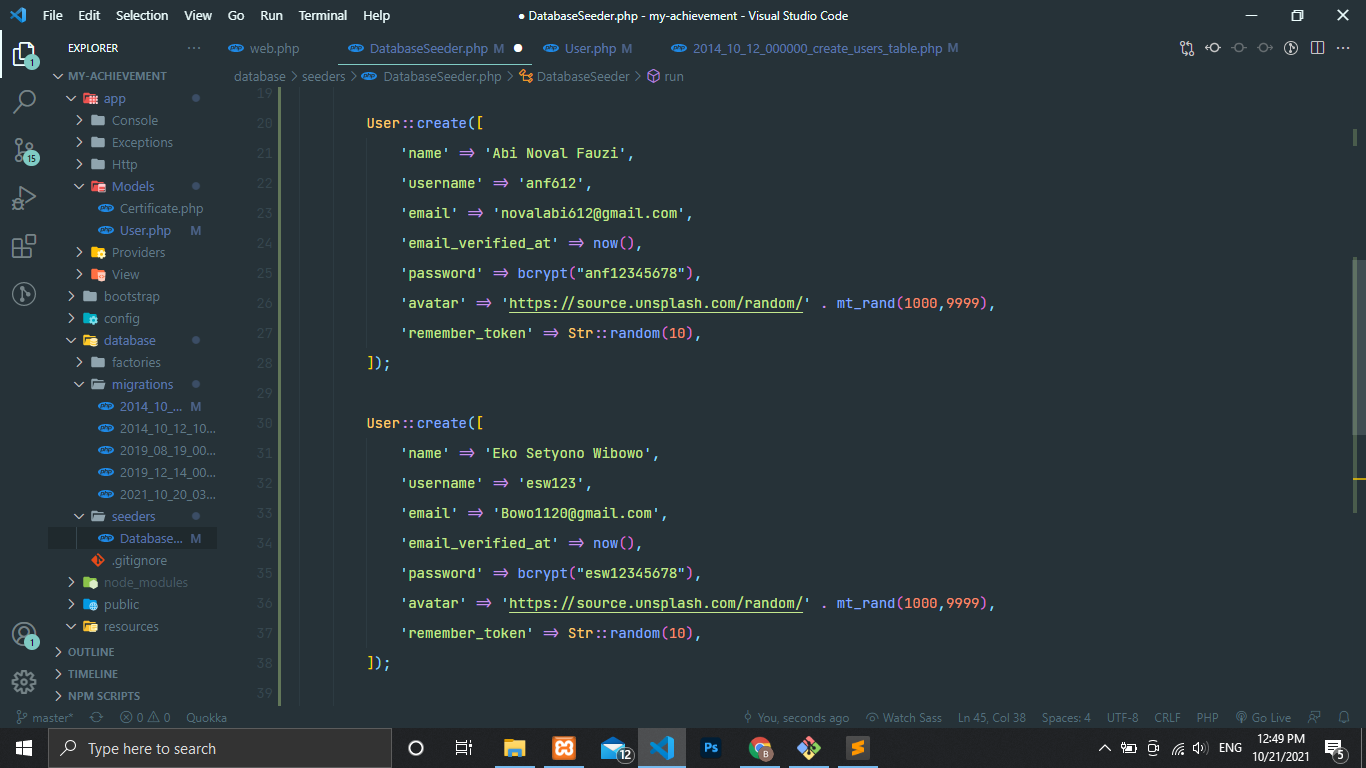 File Edit Selection View Go Run Terminal Help
● DatabaseSeeder.php - my-achievement - Visual Studio Code
EXPLORER
web.php
DatabaseSeeder.php M
User.php M
2014_10_12_000000_create_users_table.php M
MY-ACHIEVEMENT
database > seeders > DatabaseSeeder.php > DatabaseSeeder > run
app
Console
Exceptions
Http
Models
Certificate.php
User.php M
Providers
View
bootstrap
config
database
factories
migrations
2014_10_... M
2014_10_12_10...
2019_08_19_00...
2019_12_14_00...
2021_10_20_03...
seeders
Database... M
.gitignore
node_modules
public
resources
OUTLINE
TIMELINE
NPM SCRIPTS
1
15
1
19
20 User::create([
21 'name' => 'Abi Noval Fauzi',
22 'username' => 'anf612',
23 'email' => 'novalabi612@gmail.com',
24 'email_verified_at' => now(),
25 'password' => bcrypt("anf12345678"),
26 'avatar' => 'https://source.unsplash.com/random/' . mt_rand(1000,9999),
27 'remember_token' => Str::random(10),
28 ]);
29
30 User::create([
31 'name' => 'Eko Setyono Wibowo',
32 'username' => 'esw123',
33 'email' => 'Bowo1120@gmail.com',
34 'email_verified_at' => now(),
35 'password' => bcrypt("esw12345678"),
36 'avatar' => 'https://source.unsplash.com/random/' . mt_rand(1000,9999),
37 'remember_token' => Str::random(10),
38 ]);
39
master* 0 0 Quokka You, seconds ago Watch Sass Ln 45, Col 38 Spaces: 4 UTF-8 CRLF PHP Go Live
Type here to search
12
Ps
B
ENG
12:49 PM
10/21/2021
5